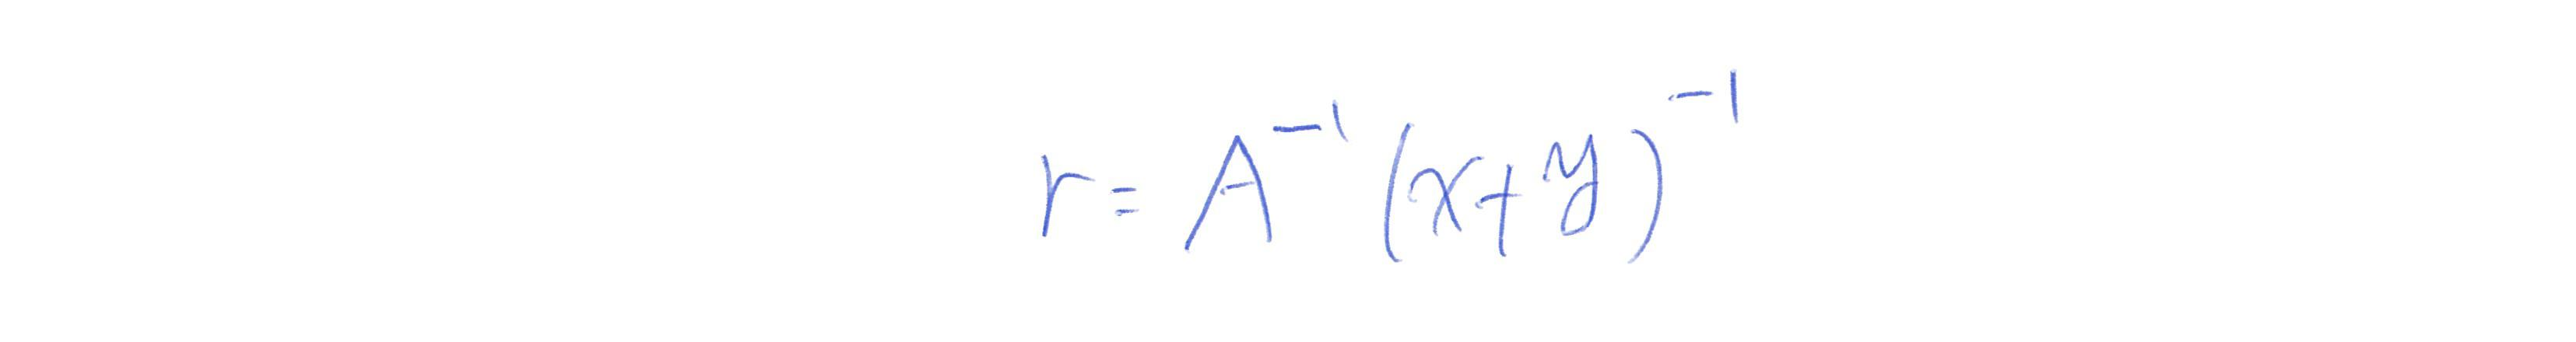 r = A⁻¹ (x + y)⁻¹